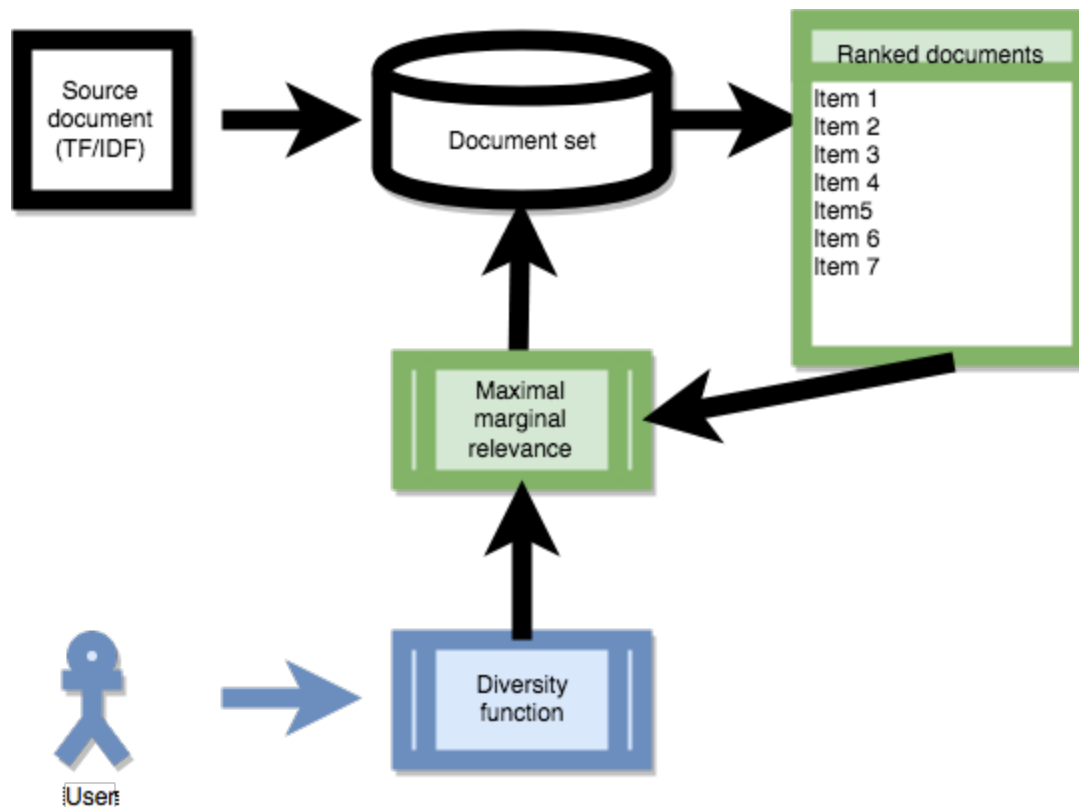 Source
document
(TF/IDF)
Document set
Ranked documents
Item 1
Item 2
Item 3
Item 4
Item5
Item 6
Item 7
Maximal
marginal
relevance
Diversity
function
User